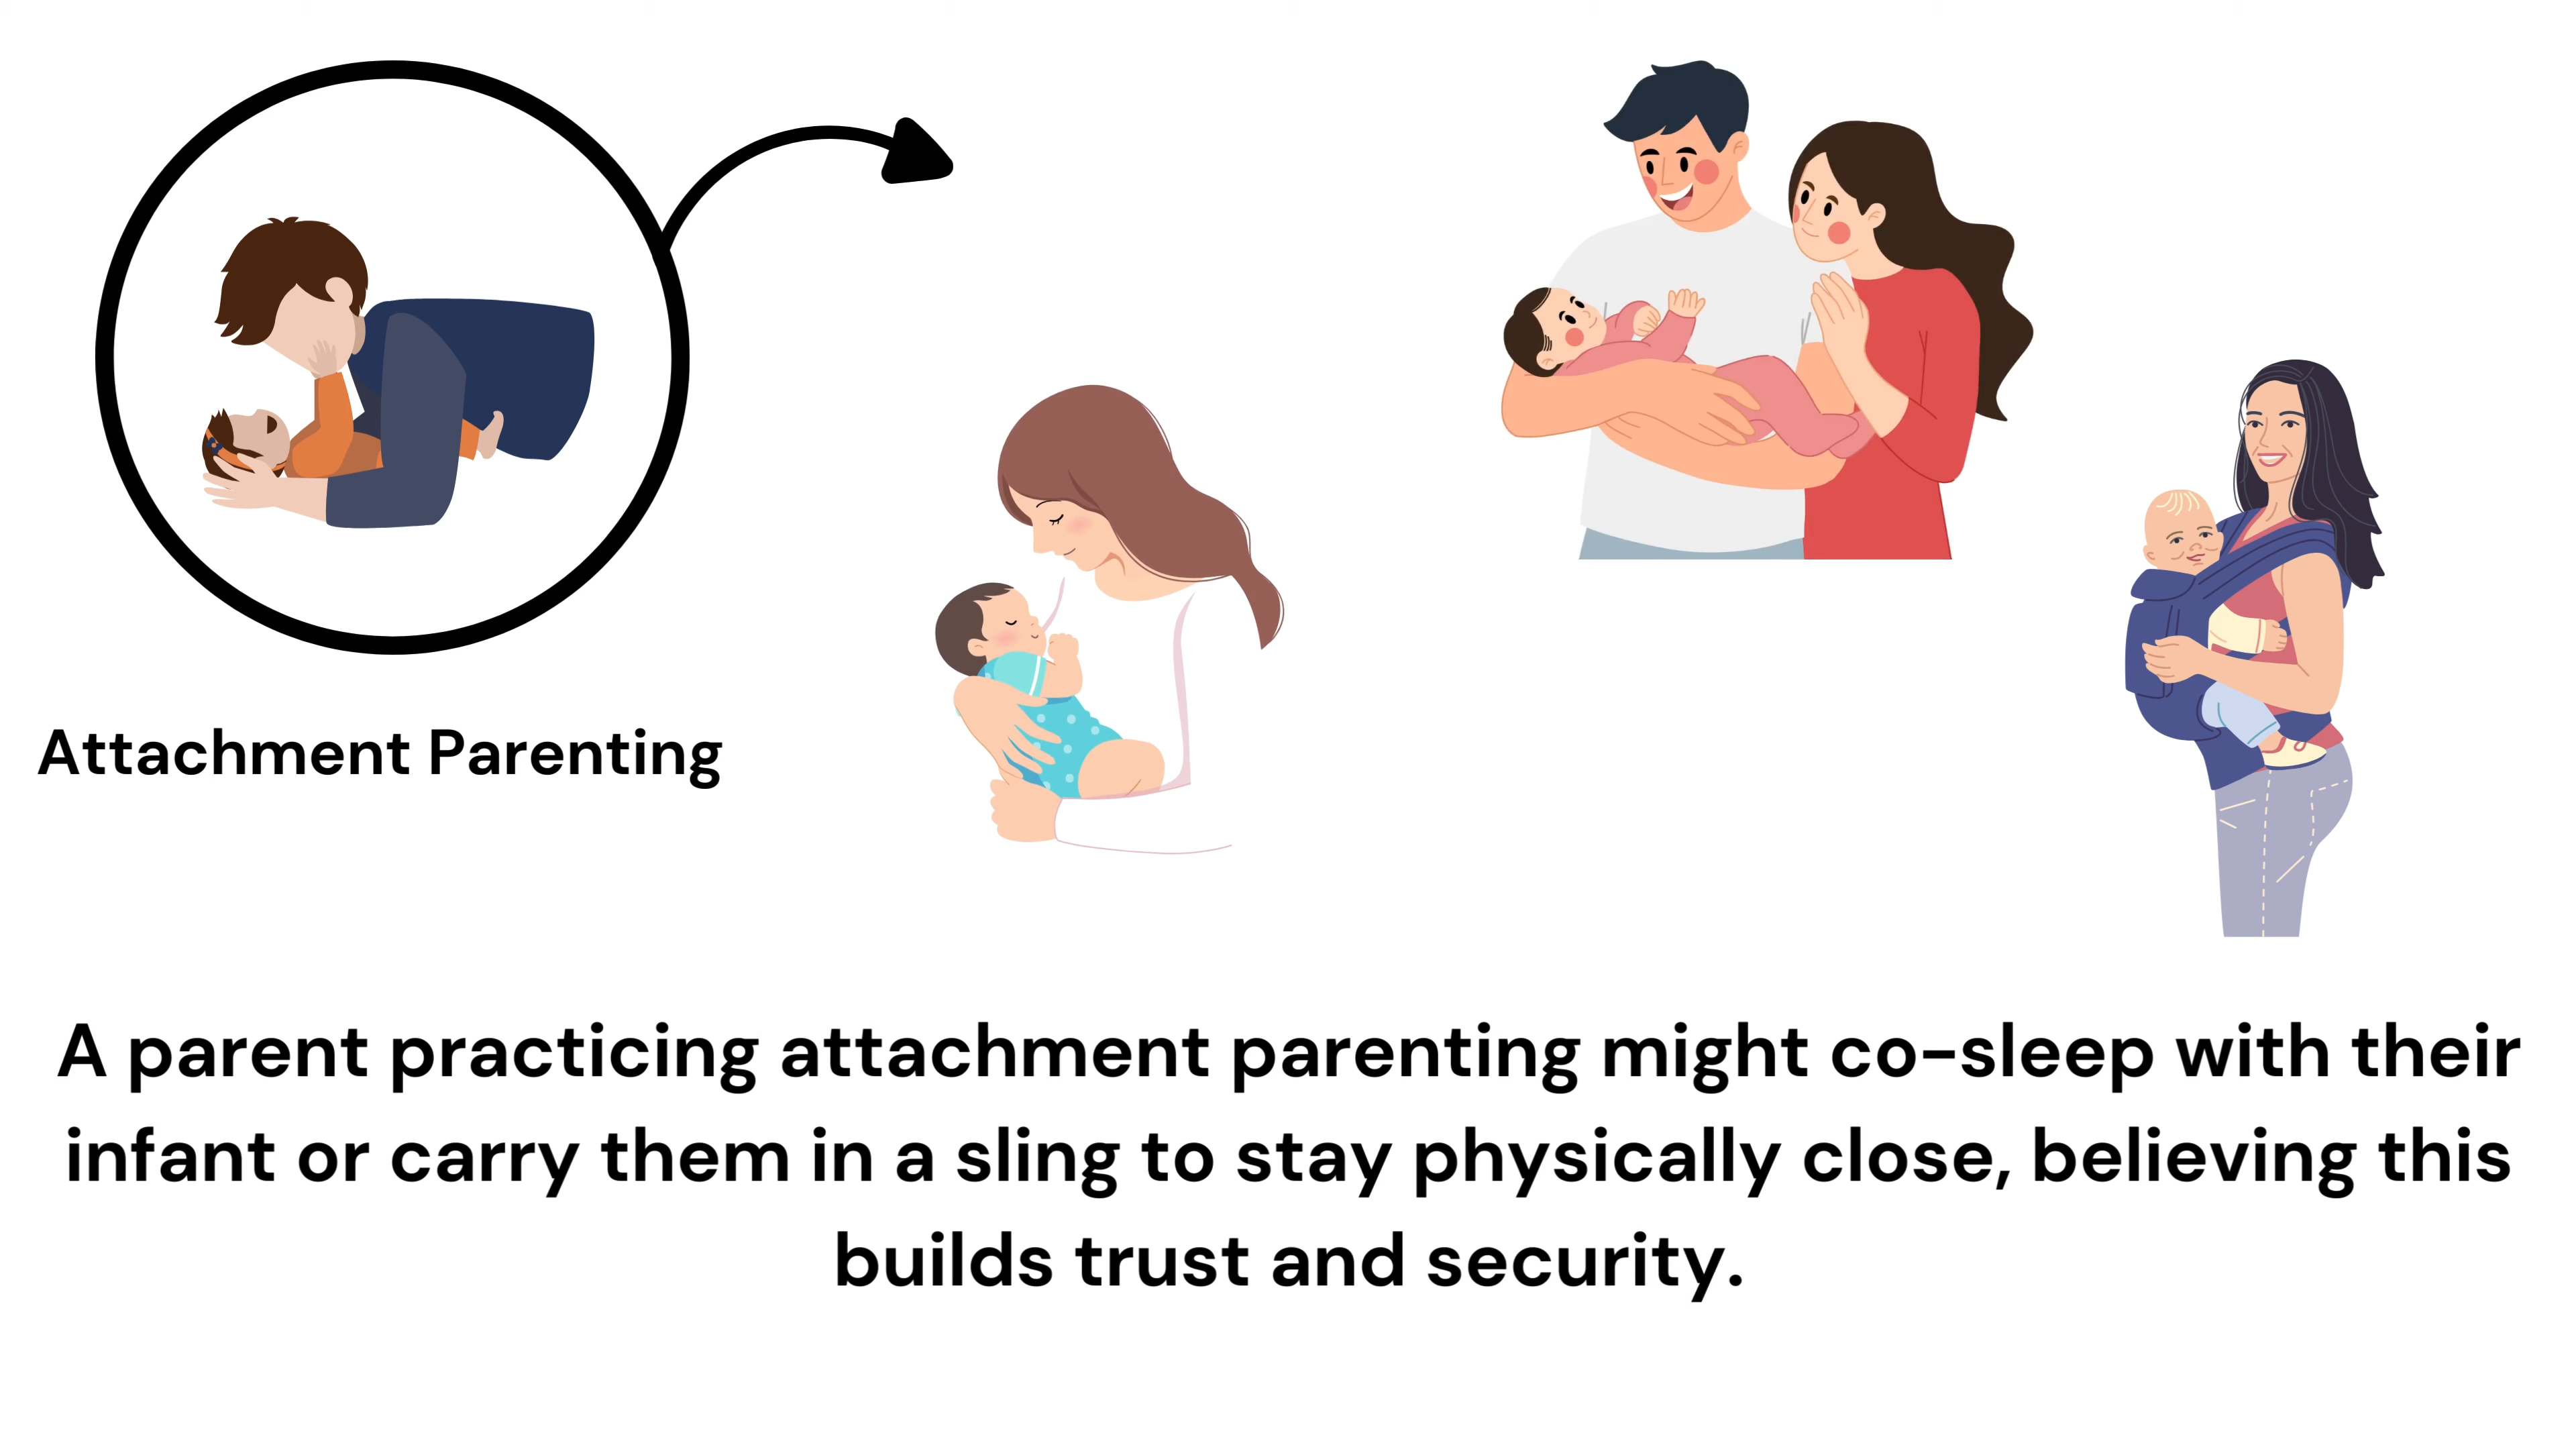 Attachment Parenting
A parent practicing attachment parenting might co-sleep with their
infant or carry them in a sling to stay physically close, believing this
builds trust and security.